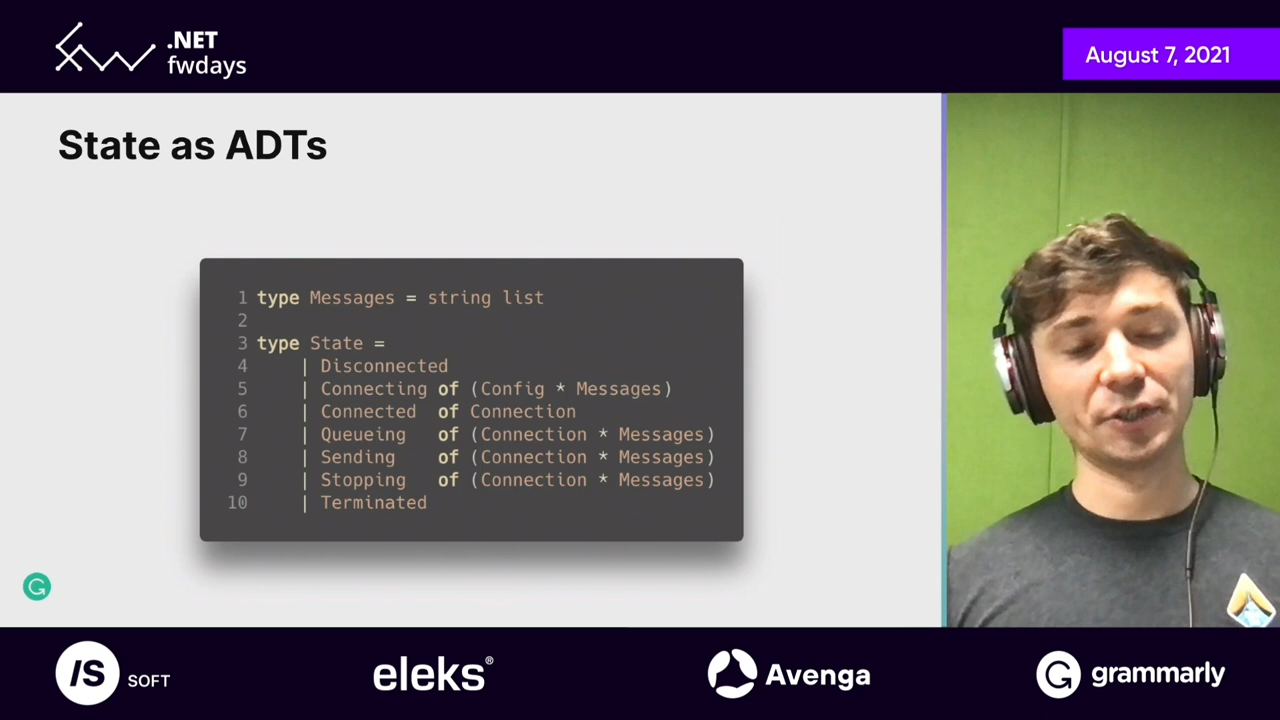 .NET
fwdays
August 7, 2021
State as ADTs
1 type Messages = string list
2
3 type State =
4 | Disconnected
5 | Connecting of (Config * Messages)
6 | Connected of Connection
7 | Queueing of (Connection * Messages)
8 | Sending of (Connection * Messages)
9 | Stopping of (Connection * Messages)
10 | Terminated
IS SOFT
eleks®
Avenga
G grammarly